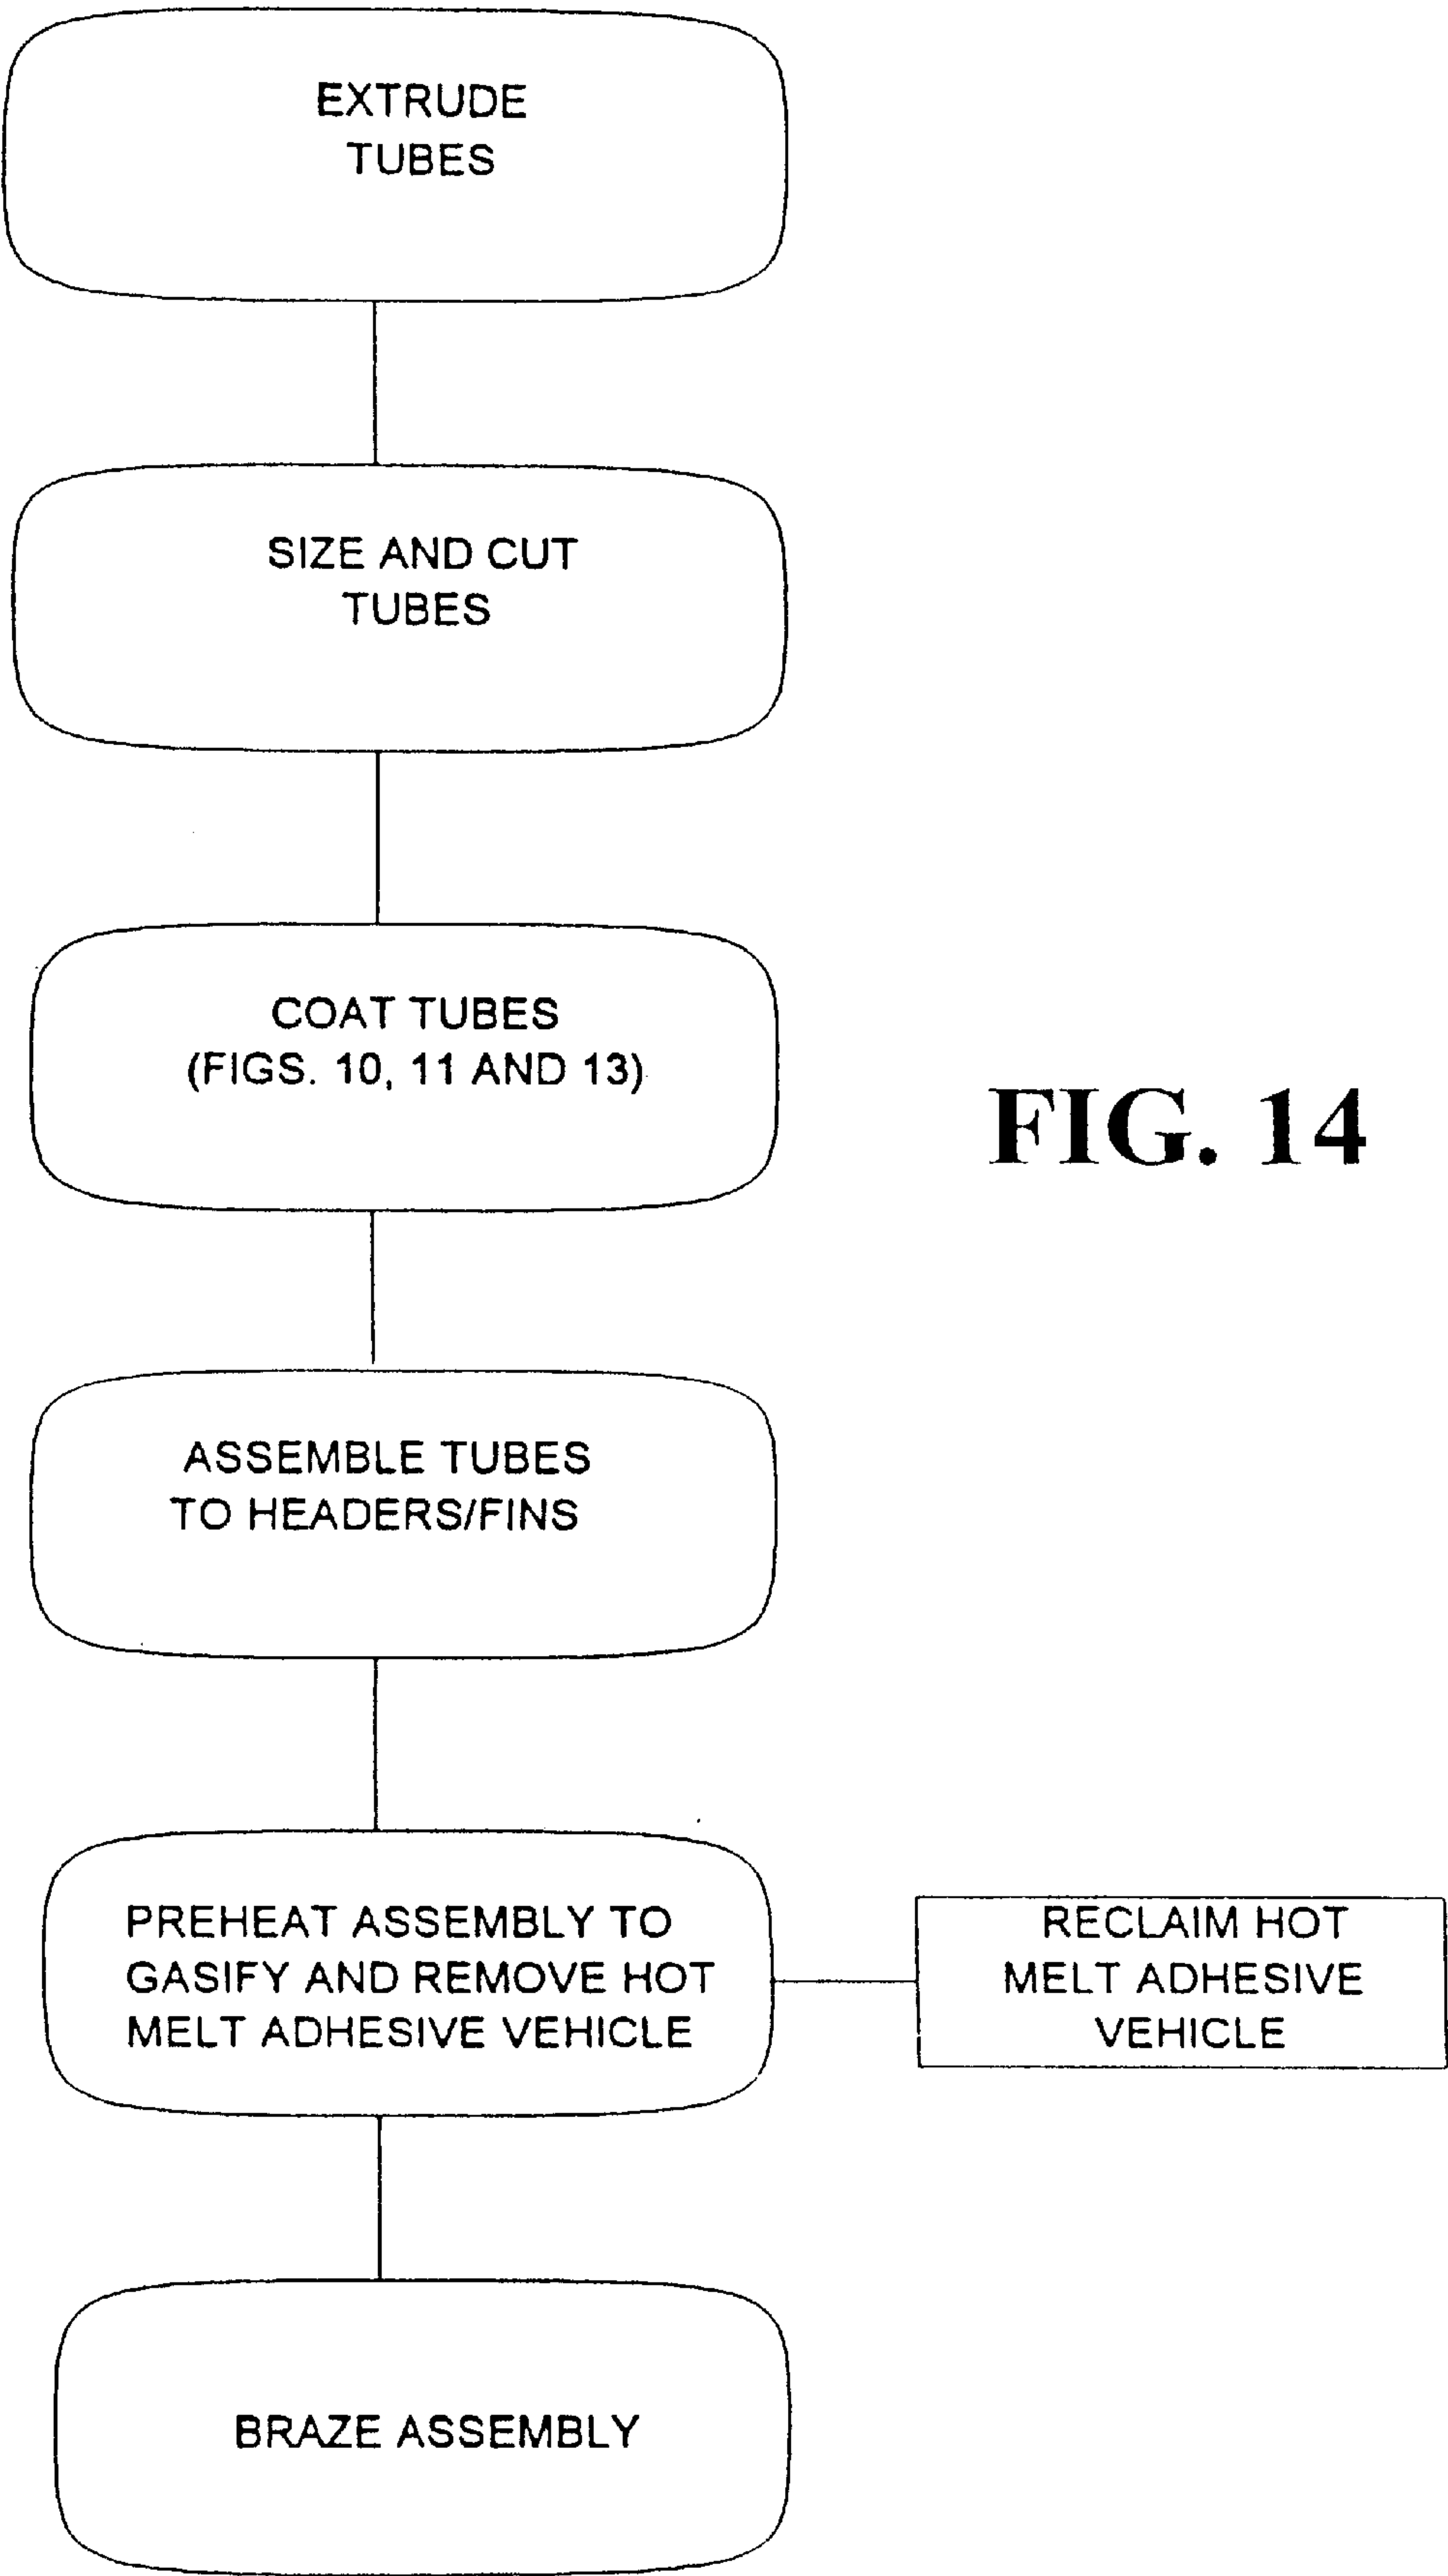 EXTRUDE
TUBES
SIZE AND CUT
TUBES
COAT TUBES
(FIGS. 10, 11 AND 13)
FIG. 14
ASSEMBLE TUBES
TO HEADERS/FINS
PREHEAT ASSEMBLY TO
GASIFY AND REMOVE HOT
MELT ADHESIVE VEHICLE
RECLAIM HOT
MELT ADHESIVE
VEHICLE
BRAZE ASSEMBLY